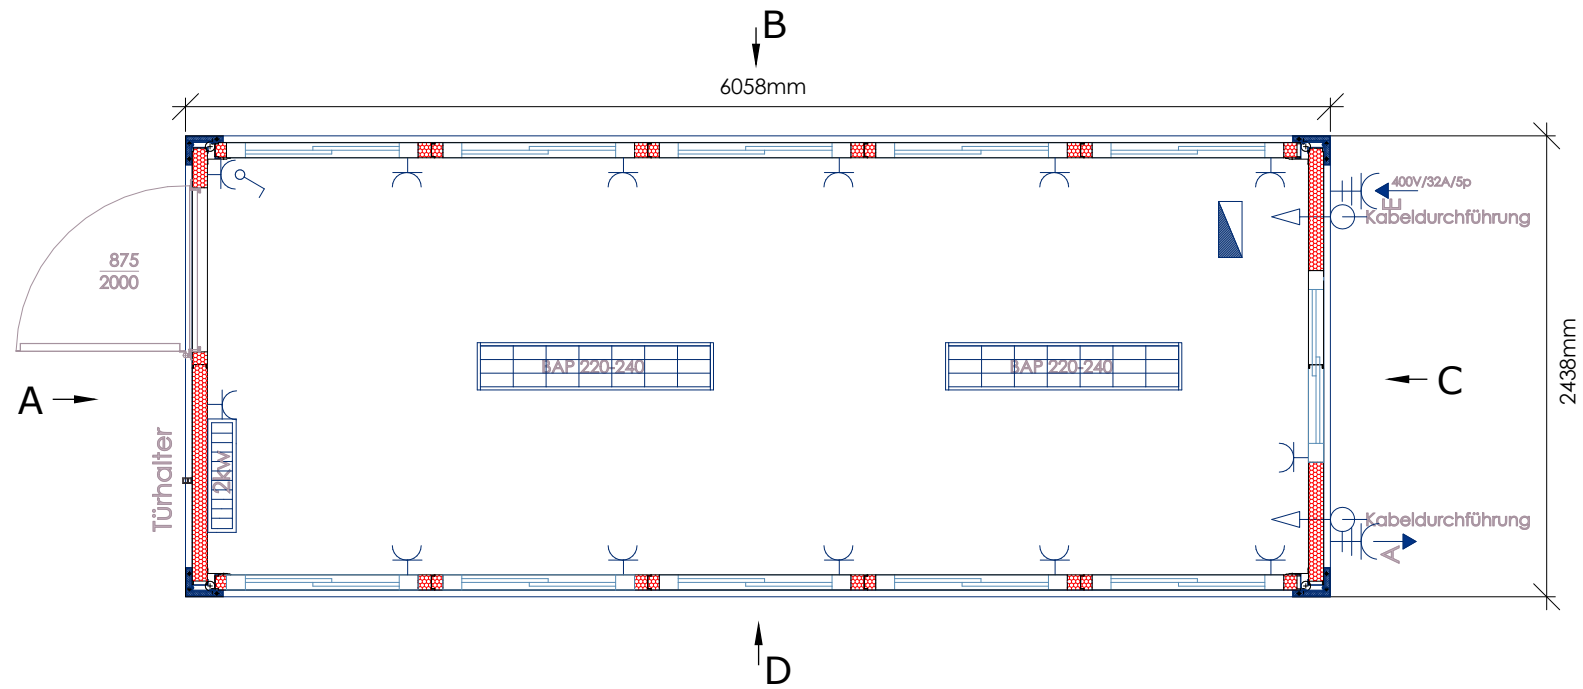 B
6058mm
400V/32A/5p
E
Kabeldurchführung
875
2000
2438mm
BAP 220-240
BAP 220-240
A
C
Türhalter
2kW
Kabeldurchführung
A
D